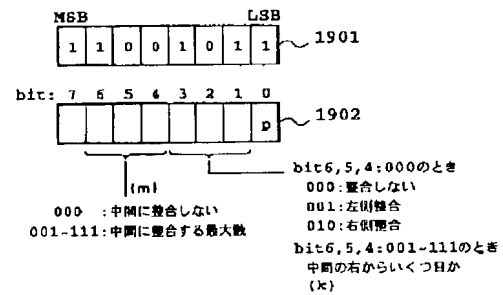 MSB LSB
1 1 0 0 1 0 1 1 1901
bit: 7 6 5 4 3 2 1 0
p 1902
(m)
000 :中間に整合しない
001~111:中間に整合する最大数
bit6,5,4:000のとき
000:整合しない
001:左側整合
010:右側整合
bit6,5,4:001~111のとき
中間の右からいくつ目か
(k)